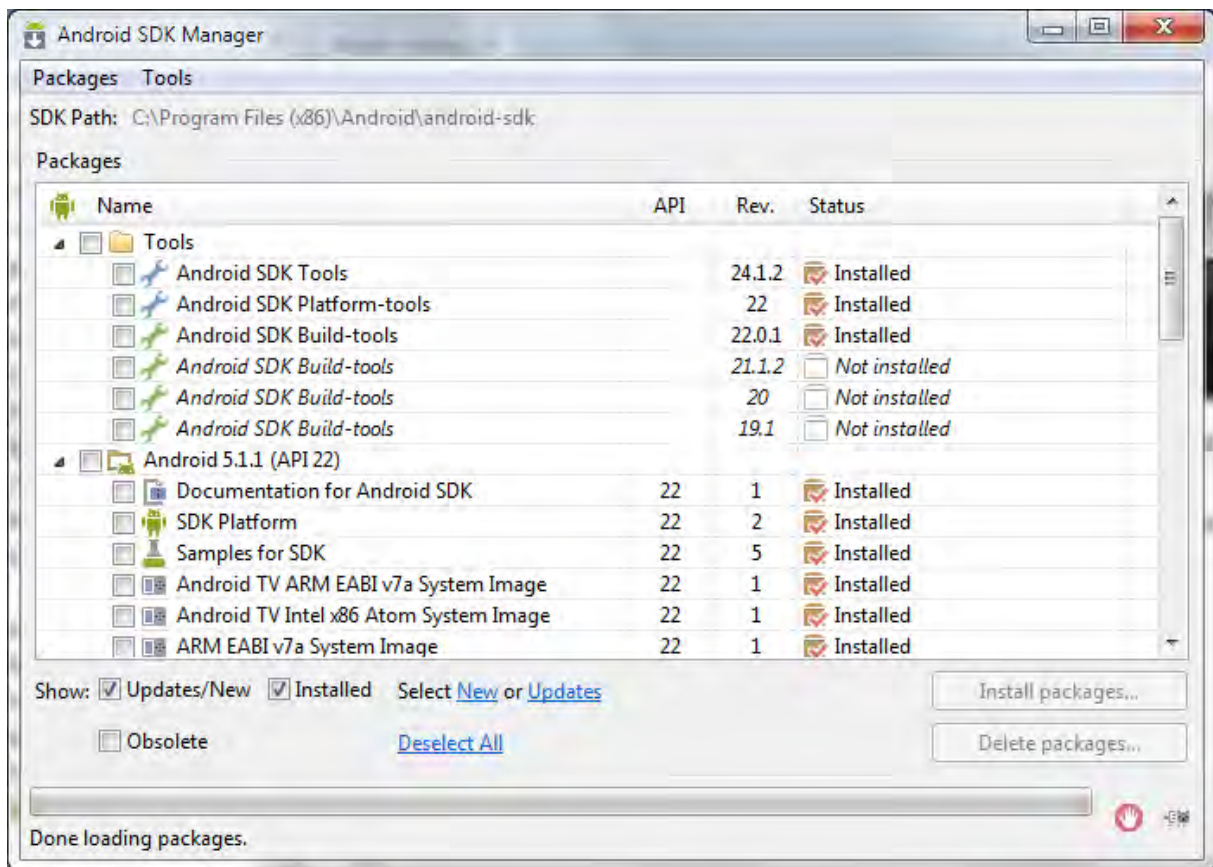 Android SDK Manager
Packages Tools
SDK Path: C:\Program Files (x86)\Android\android-sdk
Packages
Name API Rev. Status
Tools
Android SDK Tools 24.1.2 Installed
Android SDK Platform-tools 22 Installed
Android SDK Build-tools 22.0.1 Installed
Android SDK Build-tools 21.1.2 Not installed
Android SDK Build-tools 20 Not installed
Android SDK Build-tools 19.1 Not installed
Android 5.1.1 (API 22)
Documentation for Android SDK 22 1 Installed
SDK Platform 22 2 Installed
Samples for SDK 22 5 Installed
Android TV ARM EABI v7a System Image 22 1 Installed
Android TV Intel x86 Atom System Image 22 1 Installed
ARM EABI v7a System Image 22 1 Installed
Show: Updates/New Installed Select New or Updates Install packages...
Obsolete Deselect All Delete packages...
Done loading packages.